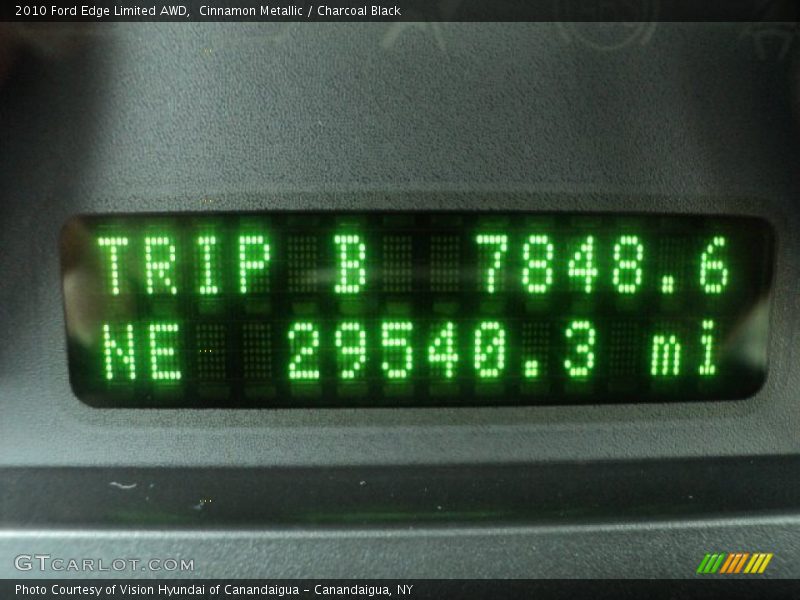 2010 Ford Edge Limited AWD,  Cinnamon Metallic / Charcoal Black
TRIP B 7848.6
NE 29540.3 mi
GTCARLOT.COM
Photo Courtesy of Vision Hyundai of Canandaigua - Canandaigua, NY